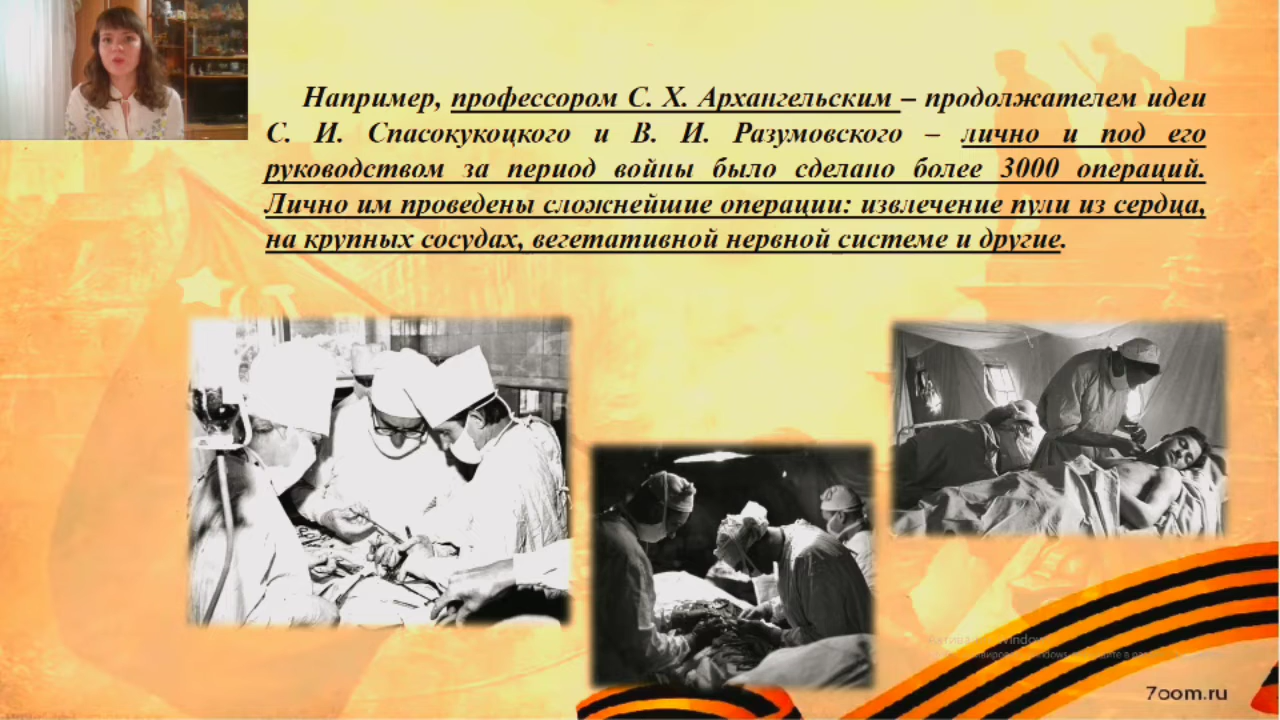 Например, профессором С. Х. Архангельским – продолжателем идеи
С. И. Спасокукоцкого и В. И. Разумовского – лично и под его
руководством за период войны было сделано более 3000 операций.
Лично им проведены сложнейшие операции: извлечение пули из сердца,
на крупных сосудах, вегетативной нервной системе и другие.
7oom.ru